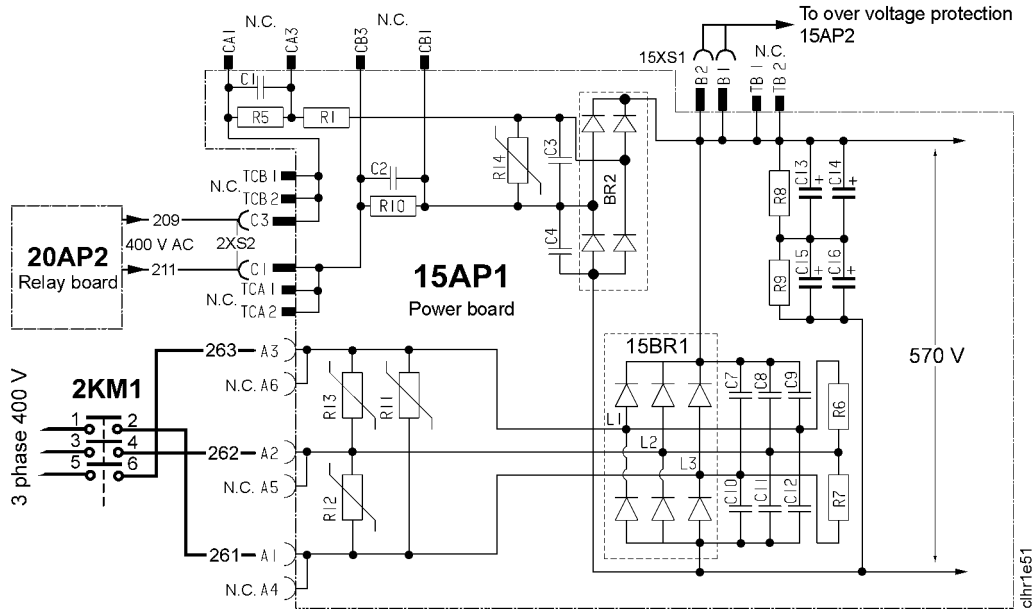 To over voltage protection
15AP2
N.C.
CA1
CA3
CB3
CB1
N.C.
15XS1
B2
B1
TB1
TB2
N.C.
C1
R5
R1
C2
R10
R14
C3
C4
BR2
R8
R9
C13
C14
C15
C16
+
+
+
+
TCB1
N.C.
TCB2
209
C3
400 V AC
2XS2
211
C1
TCA1
N.C.
TCA2
20AP2
Relay board
15AP1
Power board
570 V
15BR1
263
A3
N.C. A6
2KM1
3 phase 400 V
1
2
3
4
5
6
262
A2
N.C. A5
261
A1
N.C. A4
R13
R11
R12
L1
L2
L3
C7
C8
C9
C10
C11
C12
R6
R7
dhr1e51